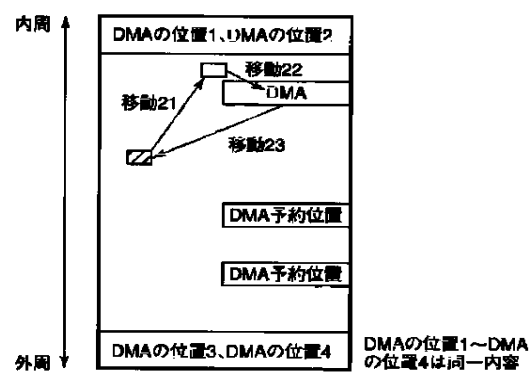 内周
DMAの位置1、DMAの位置2
移動22
DMA
移動21
移動23
DMA予約位置
DMA予約位置
DMAの位置3、DMAの位置4
外周
DMAの位置1〜DMA
の位置4は同一内容